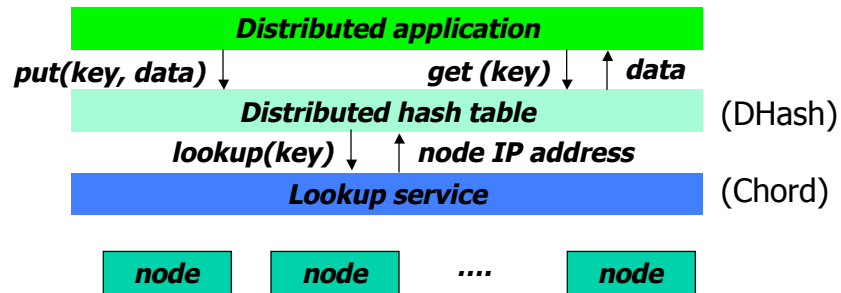 Distributed application
put(key, data) get (key) data
Distributed hash table (DHash)
lookup(key) node IP address
Lookup service (Chord)
node node .... node